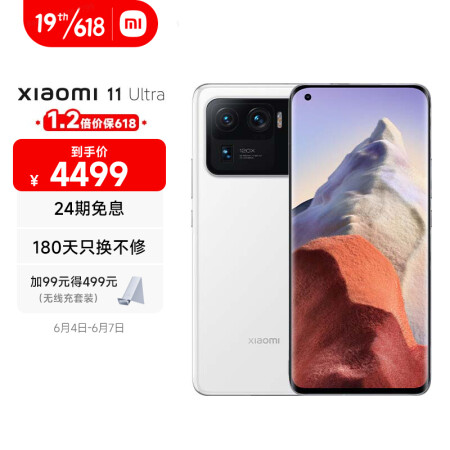 19th/618
XIAOMI 11 Ultra
1.2倍价保618
到手价
¥4499
24期免息
180天只换不修
加99元得499元
(无线充套装)
6月4日-6月7日
120X
XIAOMI